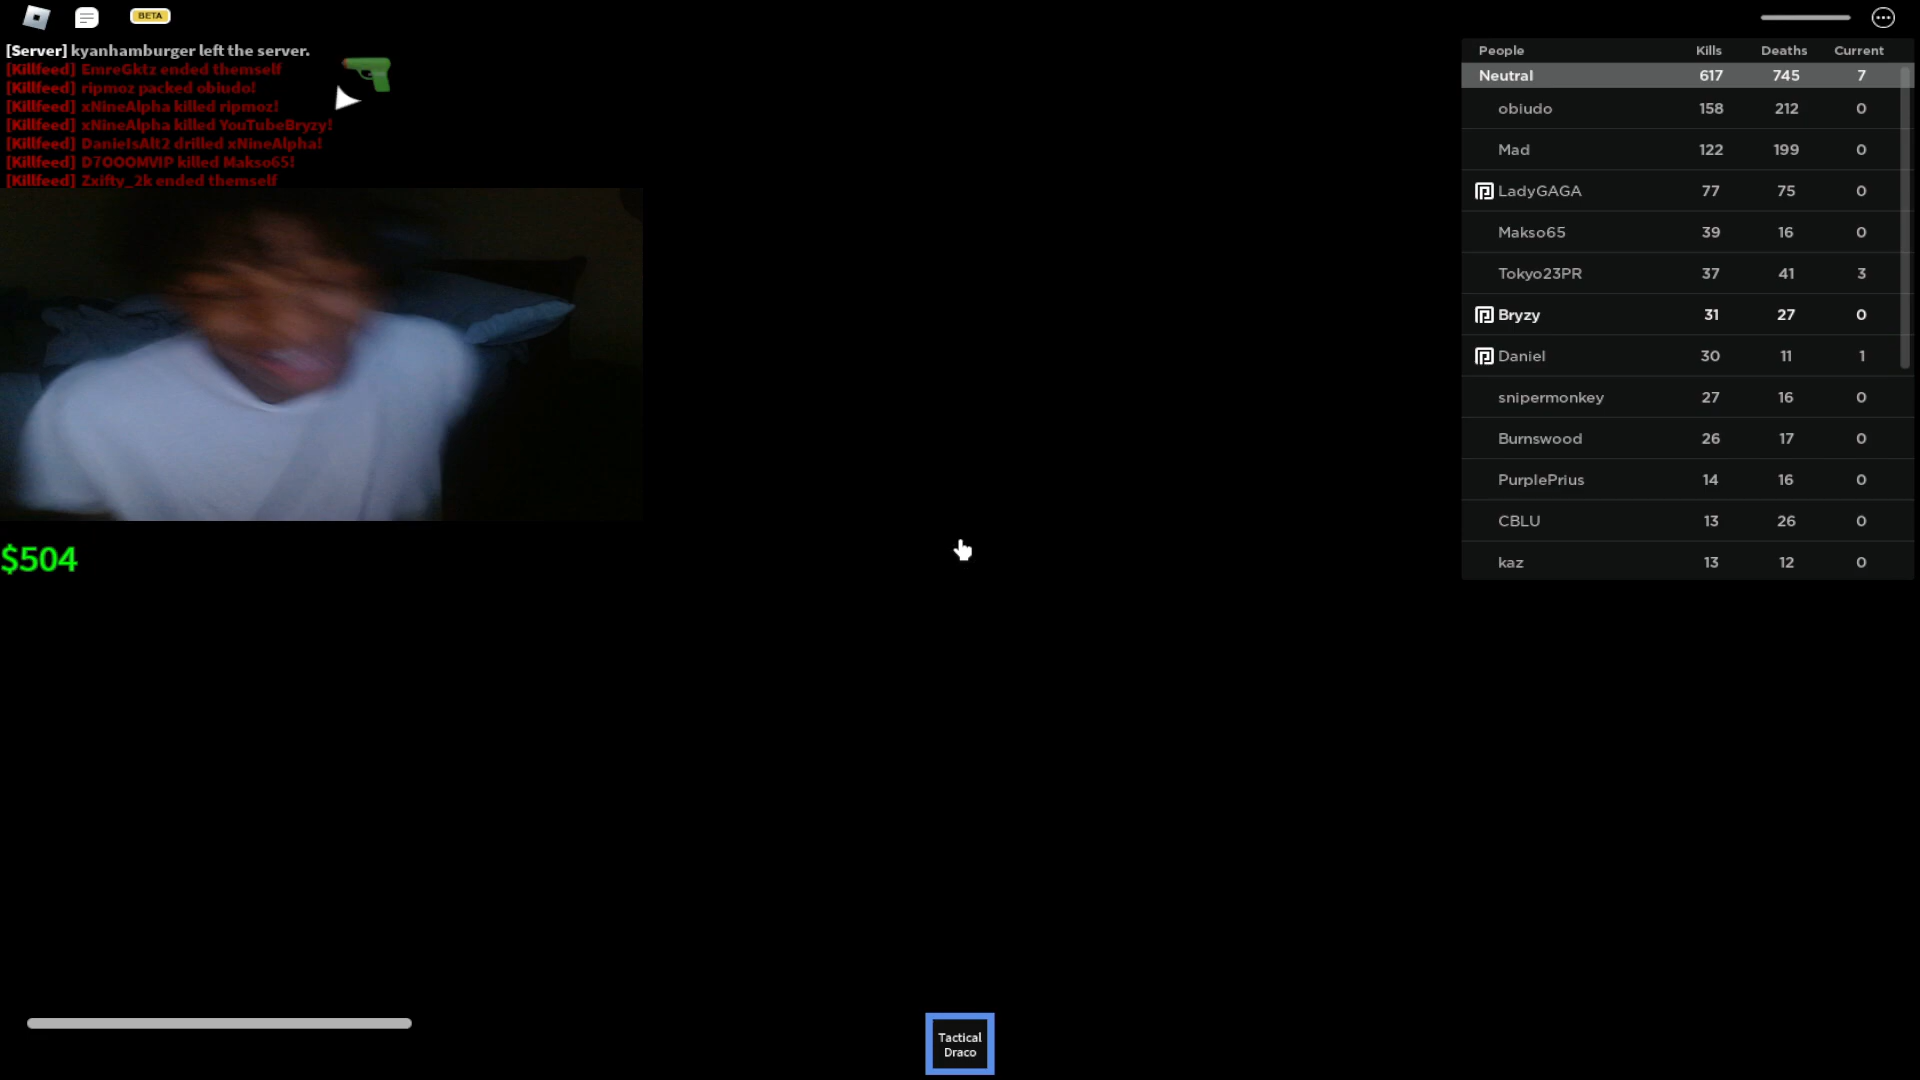 BETA
[Server] kyanhamburger left the server.
[Killfeed] EmreGktz ended themself
[Killfeed] ripmoz packed obiudo!
[Killfeed] xNineAlpha killed ripmoz!
[Killfeed] xNineAlpha killed YouTubeBryzy!
[Killfeed] DanielsAlt2 drilled xNineAlpha!
[Killfeed] D7OOOMVIP killed Makso65!
[Killfeed] Zxifty_2k ended themself
$504
People Kills Deaths Current
Neutral 617 745 7
obiudo 158 212 0
Mad 122 199 0
LadyGAGA 77 75 0
Makso65 39 16 0
Tokyo23PR 37 41 3
Bryzy 31 27 0
Daniel 30 11 1
snipermonkey 27 16 0
Burnswood 26 17 0
PurplePrius 14 16 0
CBLU 13 26 0
kaz 13 12 0
Tactical
Draco